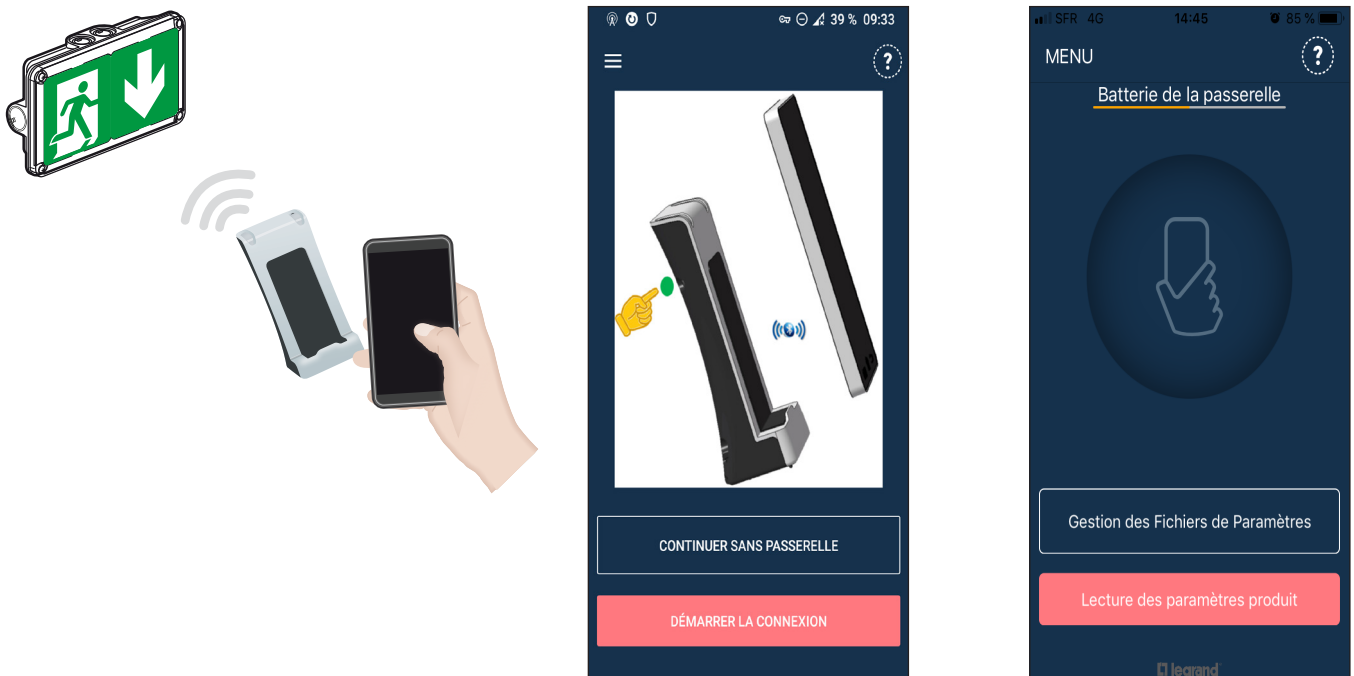 39 % 09:33
?
CONTINUER SANS PASSERELLE
DÉMARRER LA CONNEXION
SFR 4G 14:45 85 %
MENU ?
Batterie de la passerelle
Gestion des Fichiers de Paramètres
Lecture des paramètres produit
legrand